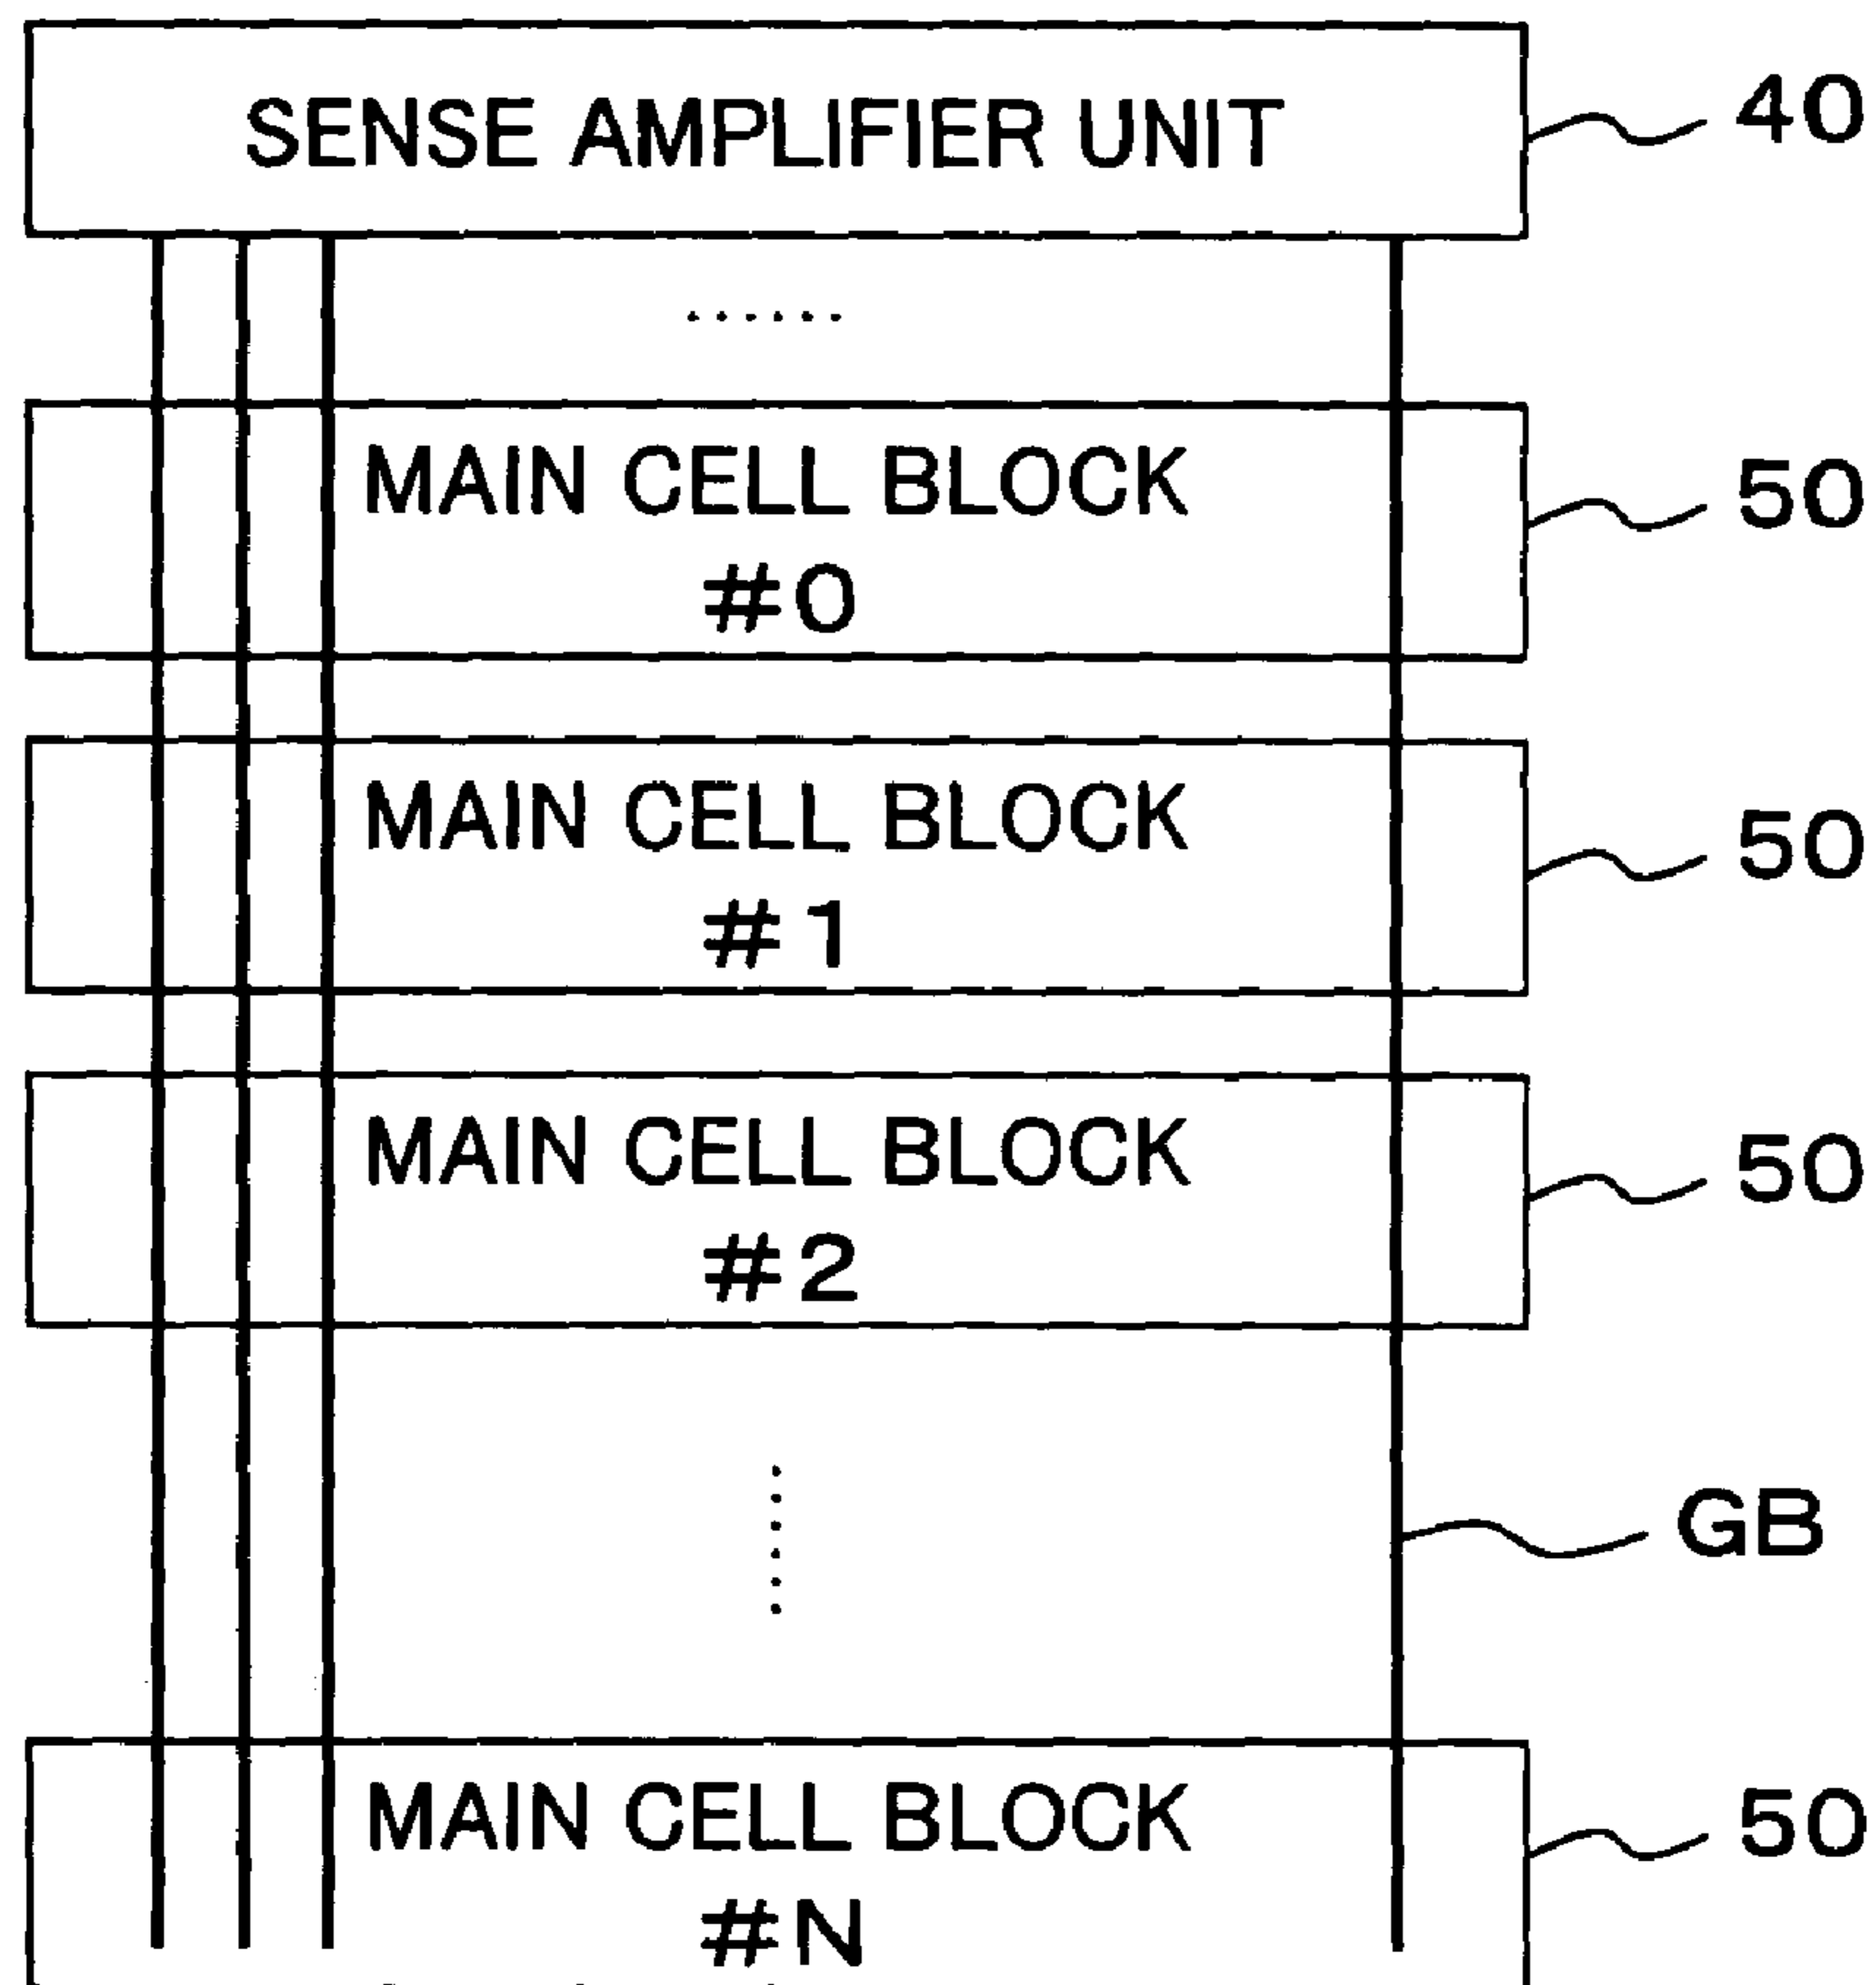 SENSE AMPLIFIER UNIT
40
MAIN CELL BLOCK
#0
50
MAIN CELL BLOCK
#1
50
MAIN CELL BLOCK
#2
50
GB
MAIN CELL BLOCK
#N
50